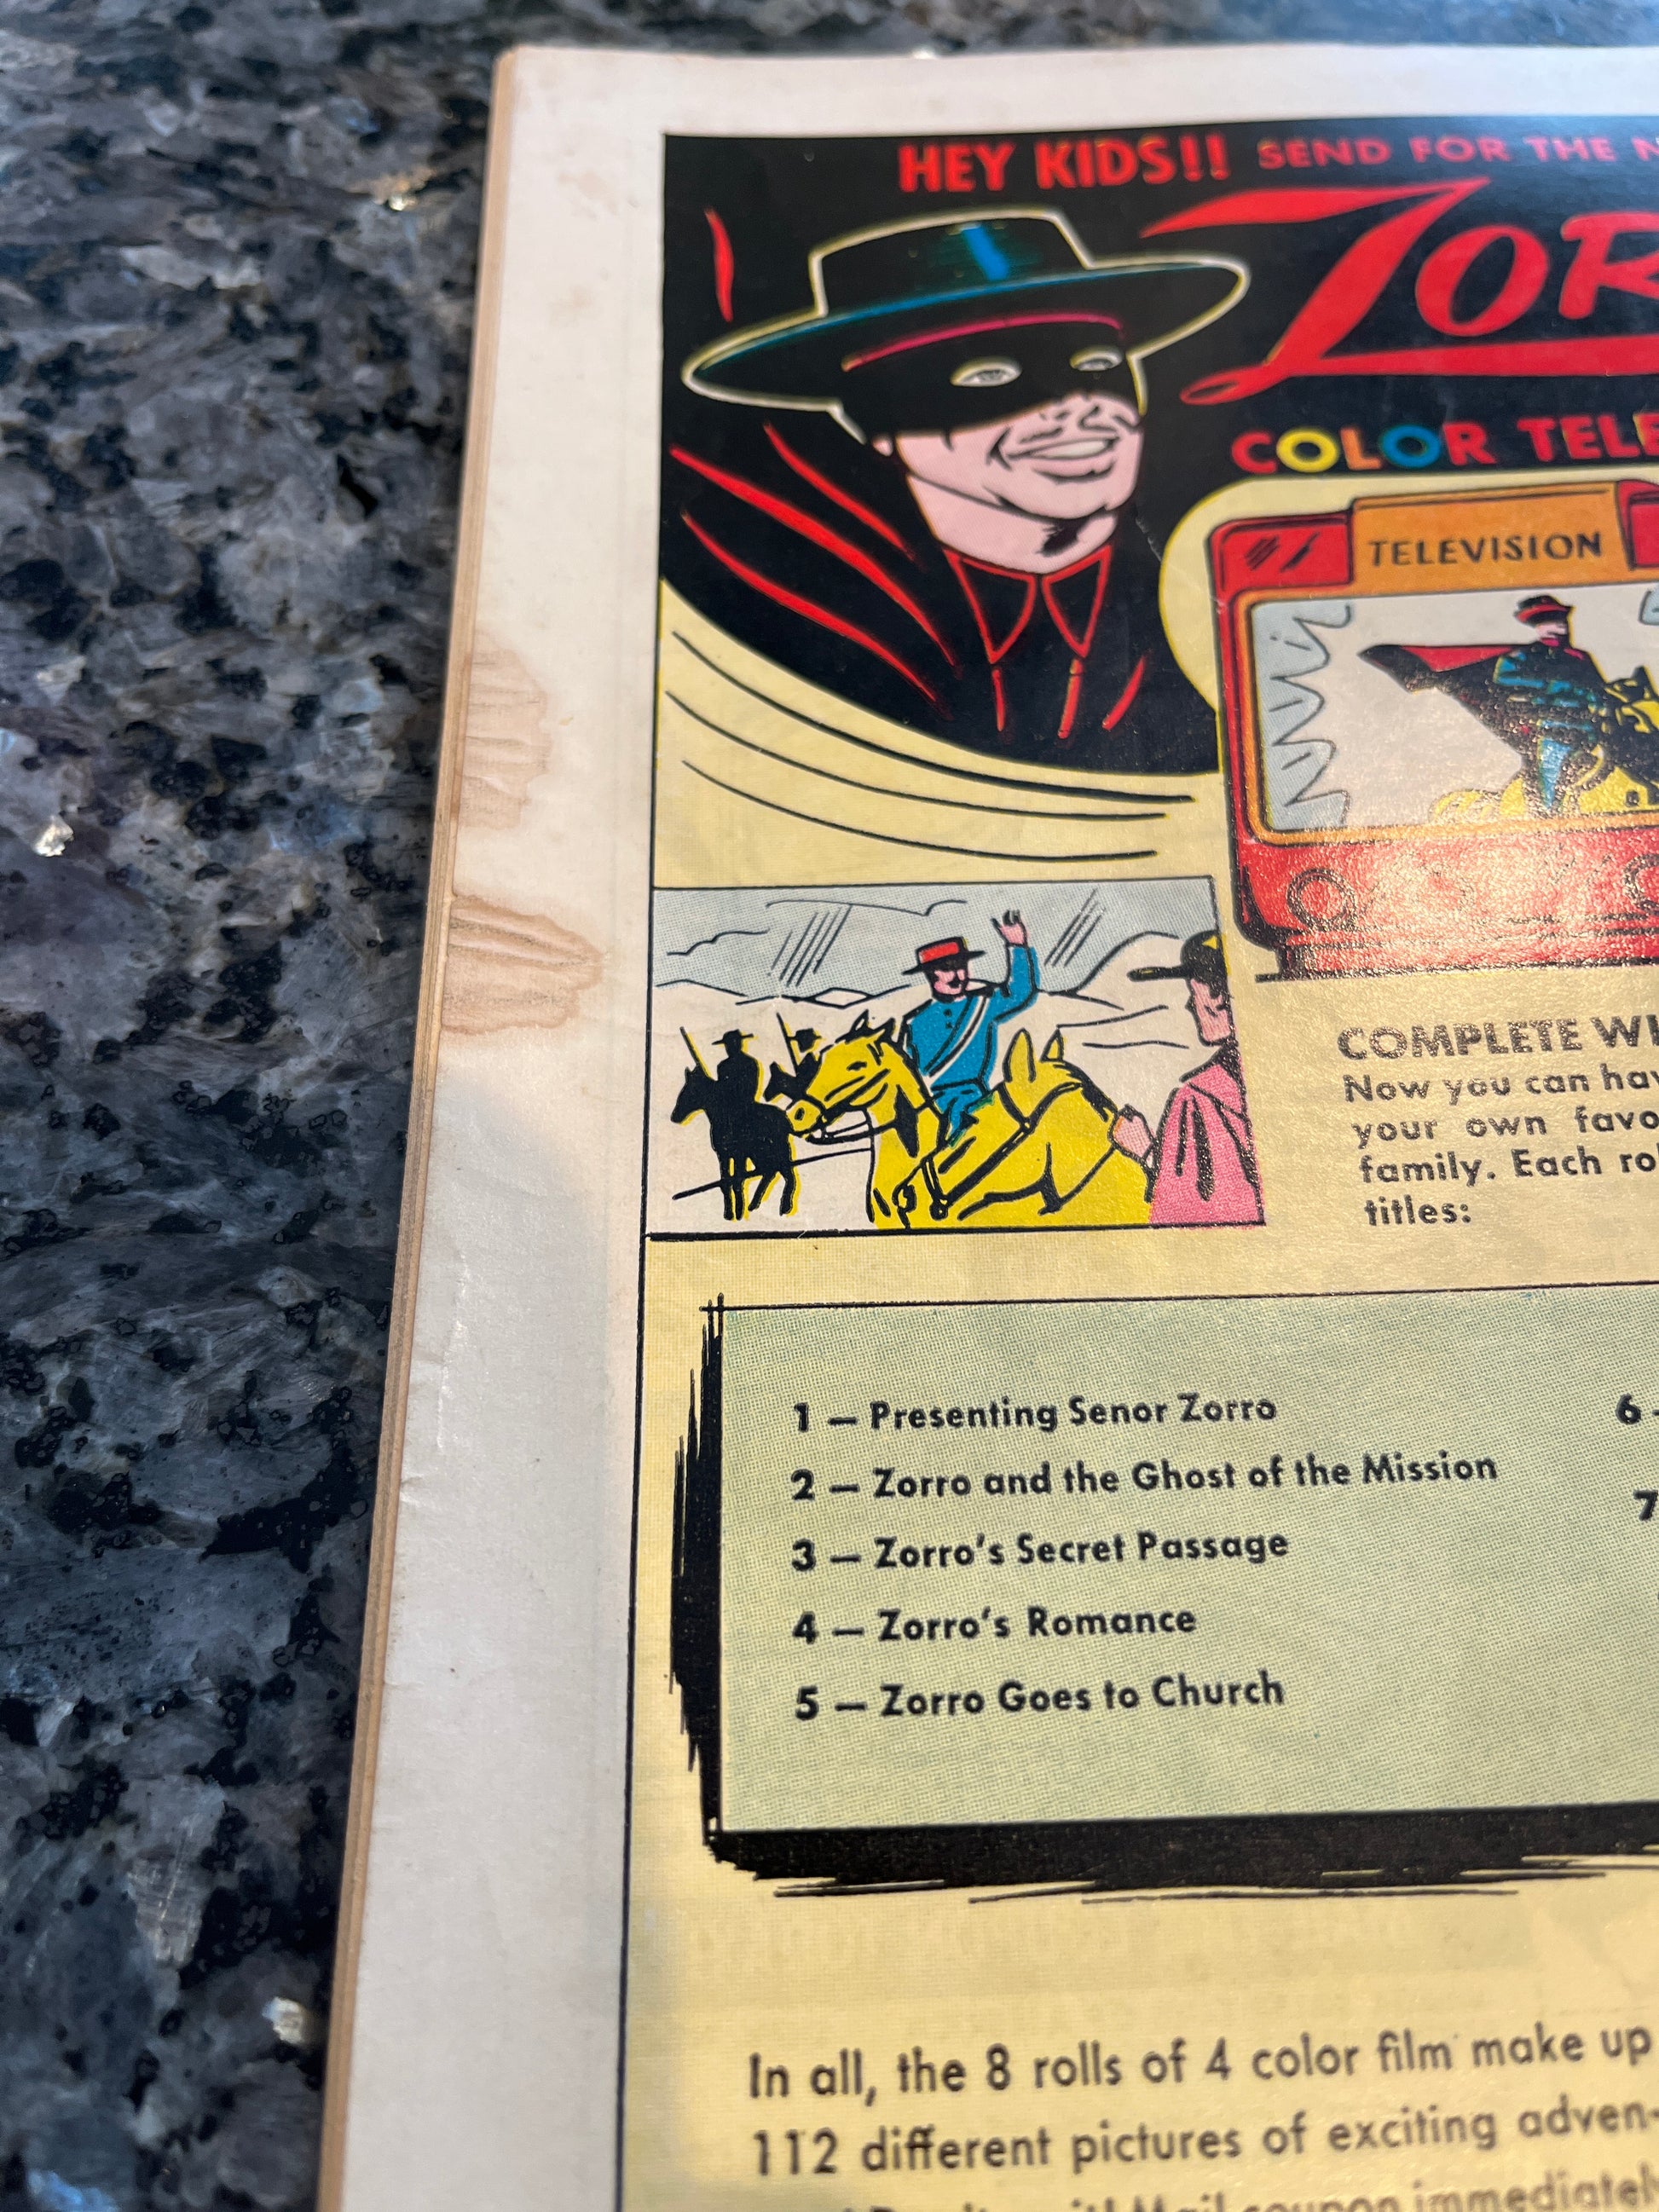 HEY KIDS!! SEND FOR THE
ZOR
COLOR TELE
TELEVISION
COMPLETE
Now you can
your own
family. Each
titles:
1 — Presenting Senor Zorro
2 — Zorro and the Ghost of the Mission
3 — Zorro's Secret Passage
4 — Zorro's Romance
5 — Zorro Goes to Church
6 -
7
In all, the 8 rolls of 4 color film make up
112 different pictures of exciting adven-
Mail coupon immediately